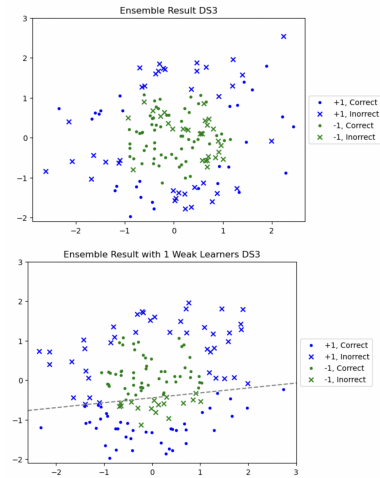 Ensemble Result DS3
3
2
1
0
−1
−2
−2
−1
0
1
2
+1, Correct
+1, Inorrect
-1, Correct
-1, Inorrect
Ensemble Result with 1 Weak Learners DS3
3
2
1
0
−1
−2
−2
−1
0
1
2
3
+1, Correct
+1, Inorrect
-1, Correct
-1, Inorrect